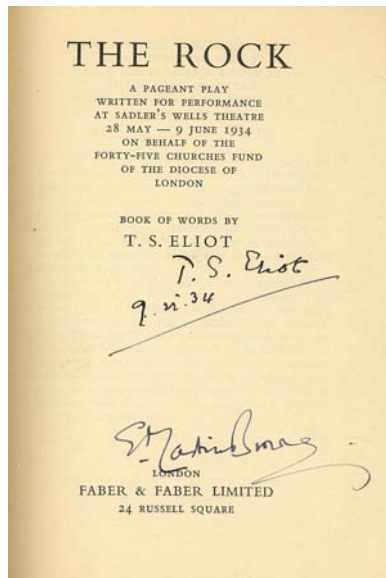 THE ROCK
A PAGEANT PLAY
WRITTEN FOR PERFORMANCE
AT SADLER'S WELLS THEATRE
28 MAY — 9 JUNE 1934
ON BEHALF OF THE
FORTY-FIVE CHURCHES FUND
OF THE DIOCESE OF
LONDON
BOOK OF WORDS BY
T. S. ELIOT
T. S. Eliot
9. vi. 34
E. Martin Browne
LONDON
FABER & FABER LIMITED
24 RUSSELL SQUARE